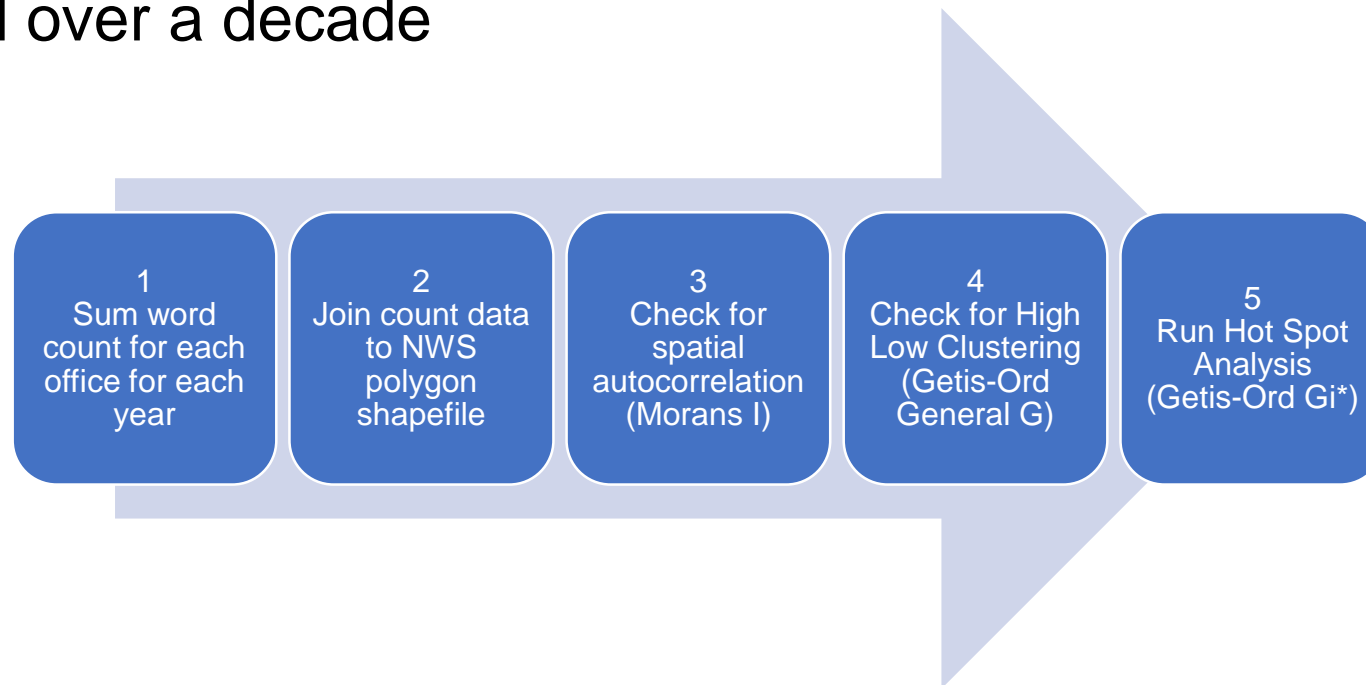 over a decade
1
Sum word
count for each
office for each
year
2
Join count data
to NWS
polygon
shapefile
3
Check for
spatial
autocorrelation
(Morans I)
4
Check for High
Low Clustering
(Getis-Ord
General G)
5
Run Hot Spot
Analysis
(Getis-Ord Gi*)